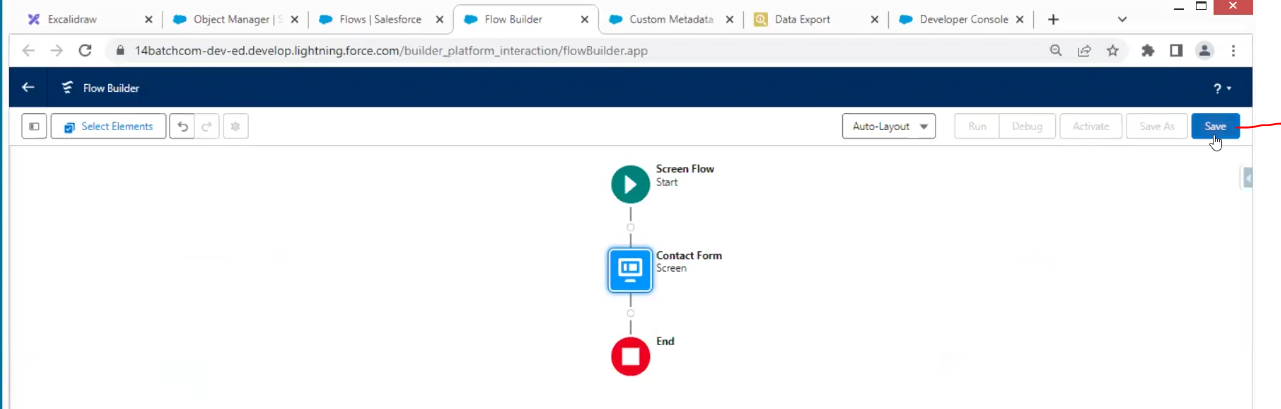 Excalidraw
Object Manager | S
Flows | Salesforce
Flow Builder
Custom Metadata
Data Export
Developer Console
14batchcom-dev-ed.develop.lightning.force.com/builder_platform_interaction/flowBuilder.app
Flow Builder
?
Select Elements
Auto-Layout
Run
Debug
Activate
Save As
Save
Screen Flow
Start
Contact Form
Screen
End